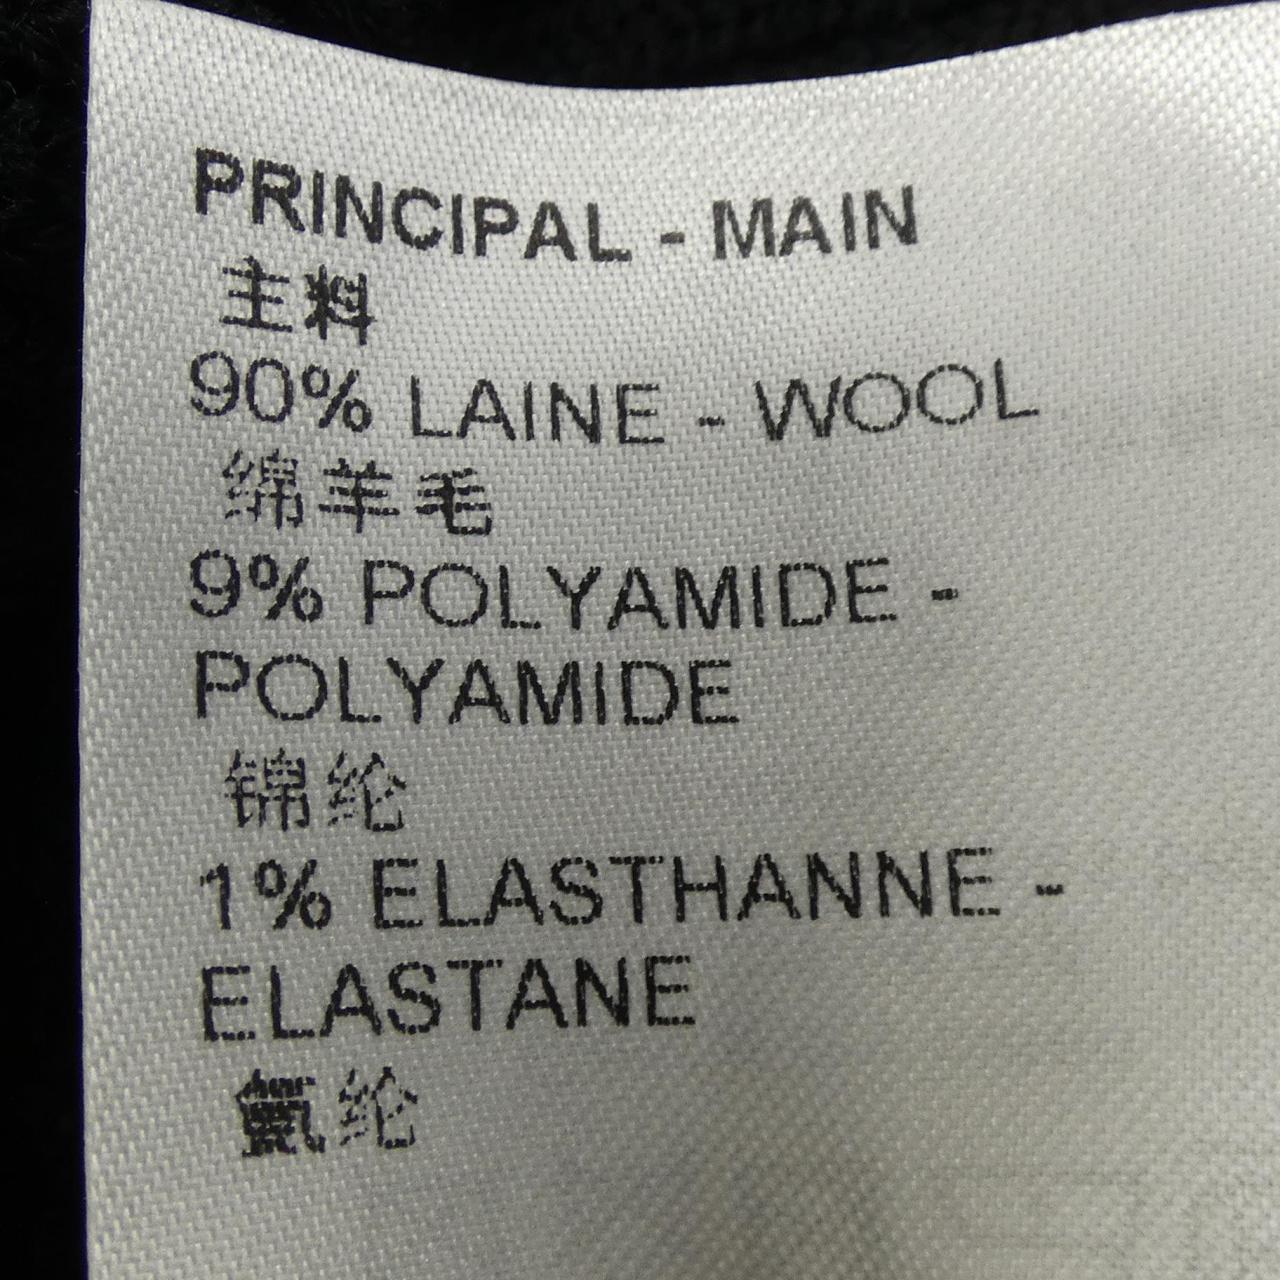 PRINCIPAL - MAIN
主料
90% LAINE - WOOL
绵羊毛
9% POLYAMIDE -
POLYAMIDE
锦纶
1% ELASTHANNE -
ELASTANE
氨纶